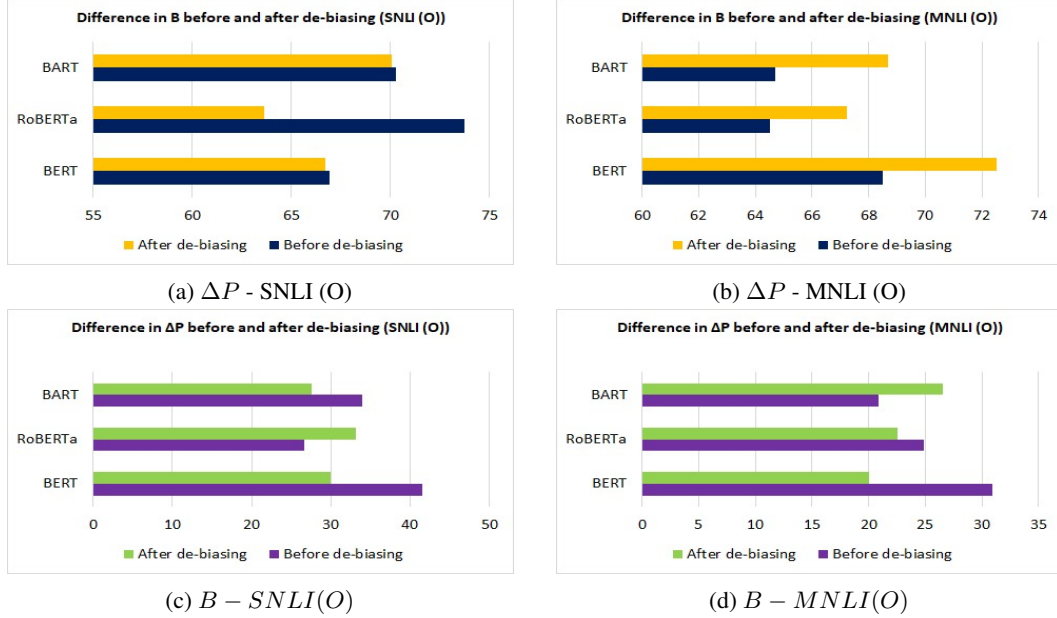 Difference in B before and after de-biasing (SNLI (O))
BART
RoBERTa
BERT
55 60 65 70 75
After de-biasing Before de-biasing
(a) ΔP - SNLI (O)
Difference in B before and after de-biasing (MNLI (O))
BART
RoBERTa
BERT
60 62 64 66 68 70 72 74
After de-biasing Before de-biasing
(b) ΔP - MNLI (O)
Difference in ΔP before and after de-biasing (SNLI (O))
BART
RoBERTa
BERT
0 10 20 30 40 50
After de-biasing Before de-biasing
(c) B − SNLI(O)
Difference in ΔP before and after de-biasing (MNLI (O))
BART
RoBERTa
BERT
0 5 10 15 20 25 30 35
After de-biasing Before de-biasing
(d) B − MNLI(O)